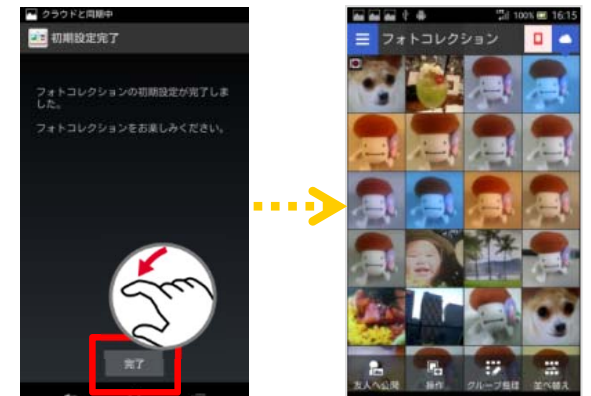 クラウドと同期中
初期設定完了
フォトコレクションの初期設定が完了しま
した。
フォトコレクションをお楽しみください。
完了
100% 16:15
フォトコレクション
友人へ公開 操作 グループ整理 並べ替え